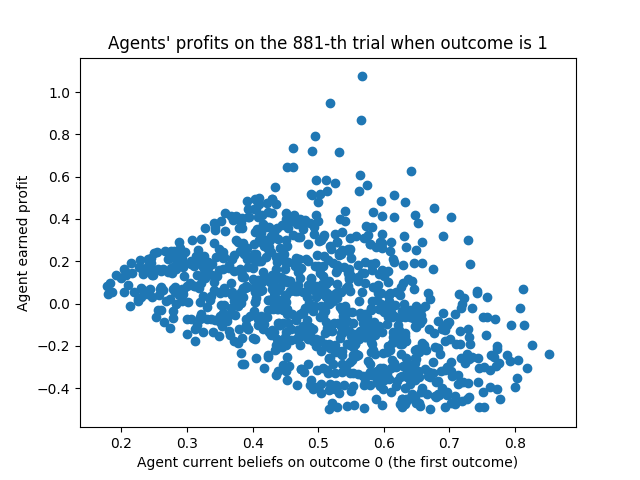 Agents' profits on the 881-th trial when outcome is 1
1.0
0.8
0.6
0.4
0.2
0.0
−0.2
−0.4
Agent earned profit
0.2 0.3 0.4 0.5 0.6 0.7 0.8
Agent current beliefs on outcome 0 (the first outcome)